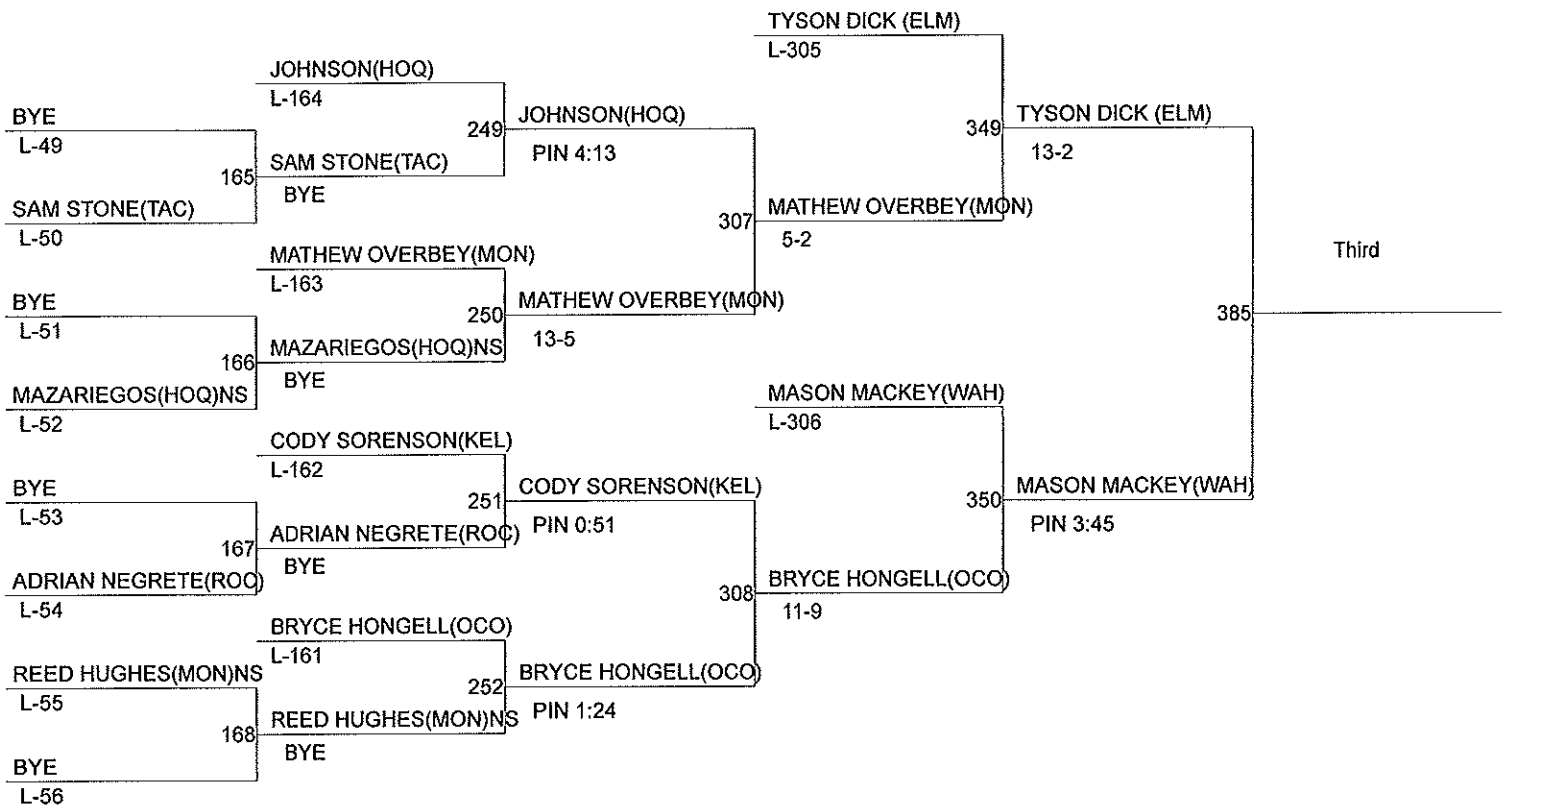 BYE
L-49
165
SAM STONE(TAC)
L-50
BYE
L-51
166
MAZARIEGOS(HOQ)NS
L-52
BYE
L-53
167
ADRIAN NEGRETE(ROC)
L-54
REED HUGHES(MON)NS
L-55
168
BYE
L-56
JOHNSON(HOQ)
L-164
249
SAM STONE(TAC)
BYE
MATHEW OVERBEY(MON)
L-163
250
MAZARIEGOS(HOQ)NS
BYE
CODY SORENSON(KEL)
L-162
251
ADRIAN NEGRETE(ROC)
BYE
BRYCE HONGELL(OCO)
L-161
252
REED HUGHES(MON)NS
BYE
JOHNSON(HOQ)
PIN 4:13
307
MATHEW OVERBEY(MON)
13-5
CODY SORENSON(KEL)
PIN 0:51
308
BRYCE HONGELL(OCO)
PIN 1:24
TYSON DICK (ELM)
L-305
349
MATHEW OVERBEY(MON)
5-2
MASON MACKEY(WAH)
L-306
350
BRYCE HONGELL(OCO)
11-9
TYSON DICK (ELM)
13-2
385
MASON MACKEY(WAH)
PIN 3:45
Third